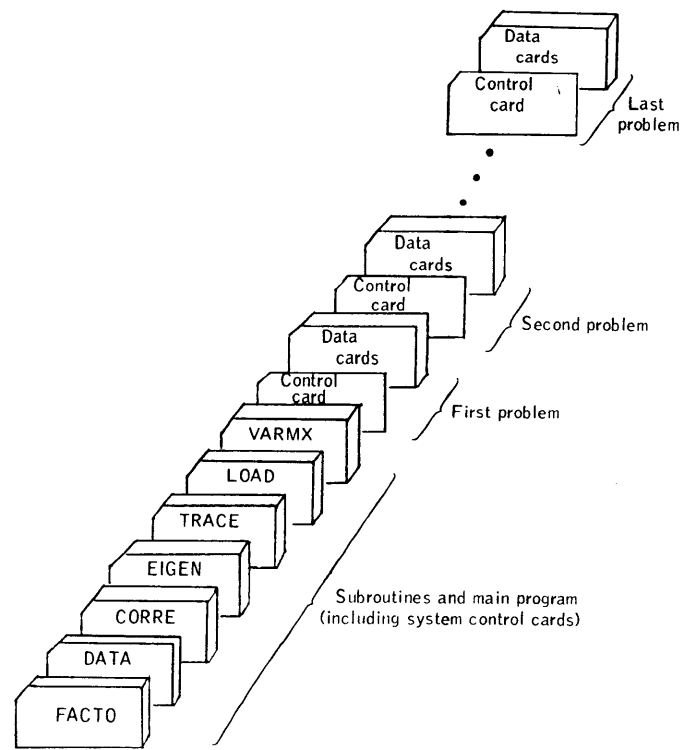 Data
cards
Control
card
Last
problem
Data
cards
Control
card
Second problem
Data
cards
Control
card
First problem
VARMX
LOAD
TRACE
EIGEN
Subroutines and main program
(including system control cards)
CORRE
DATA
FACTO